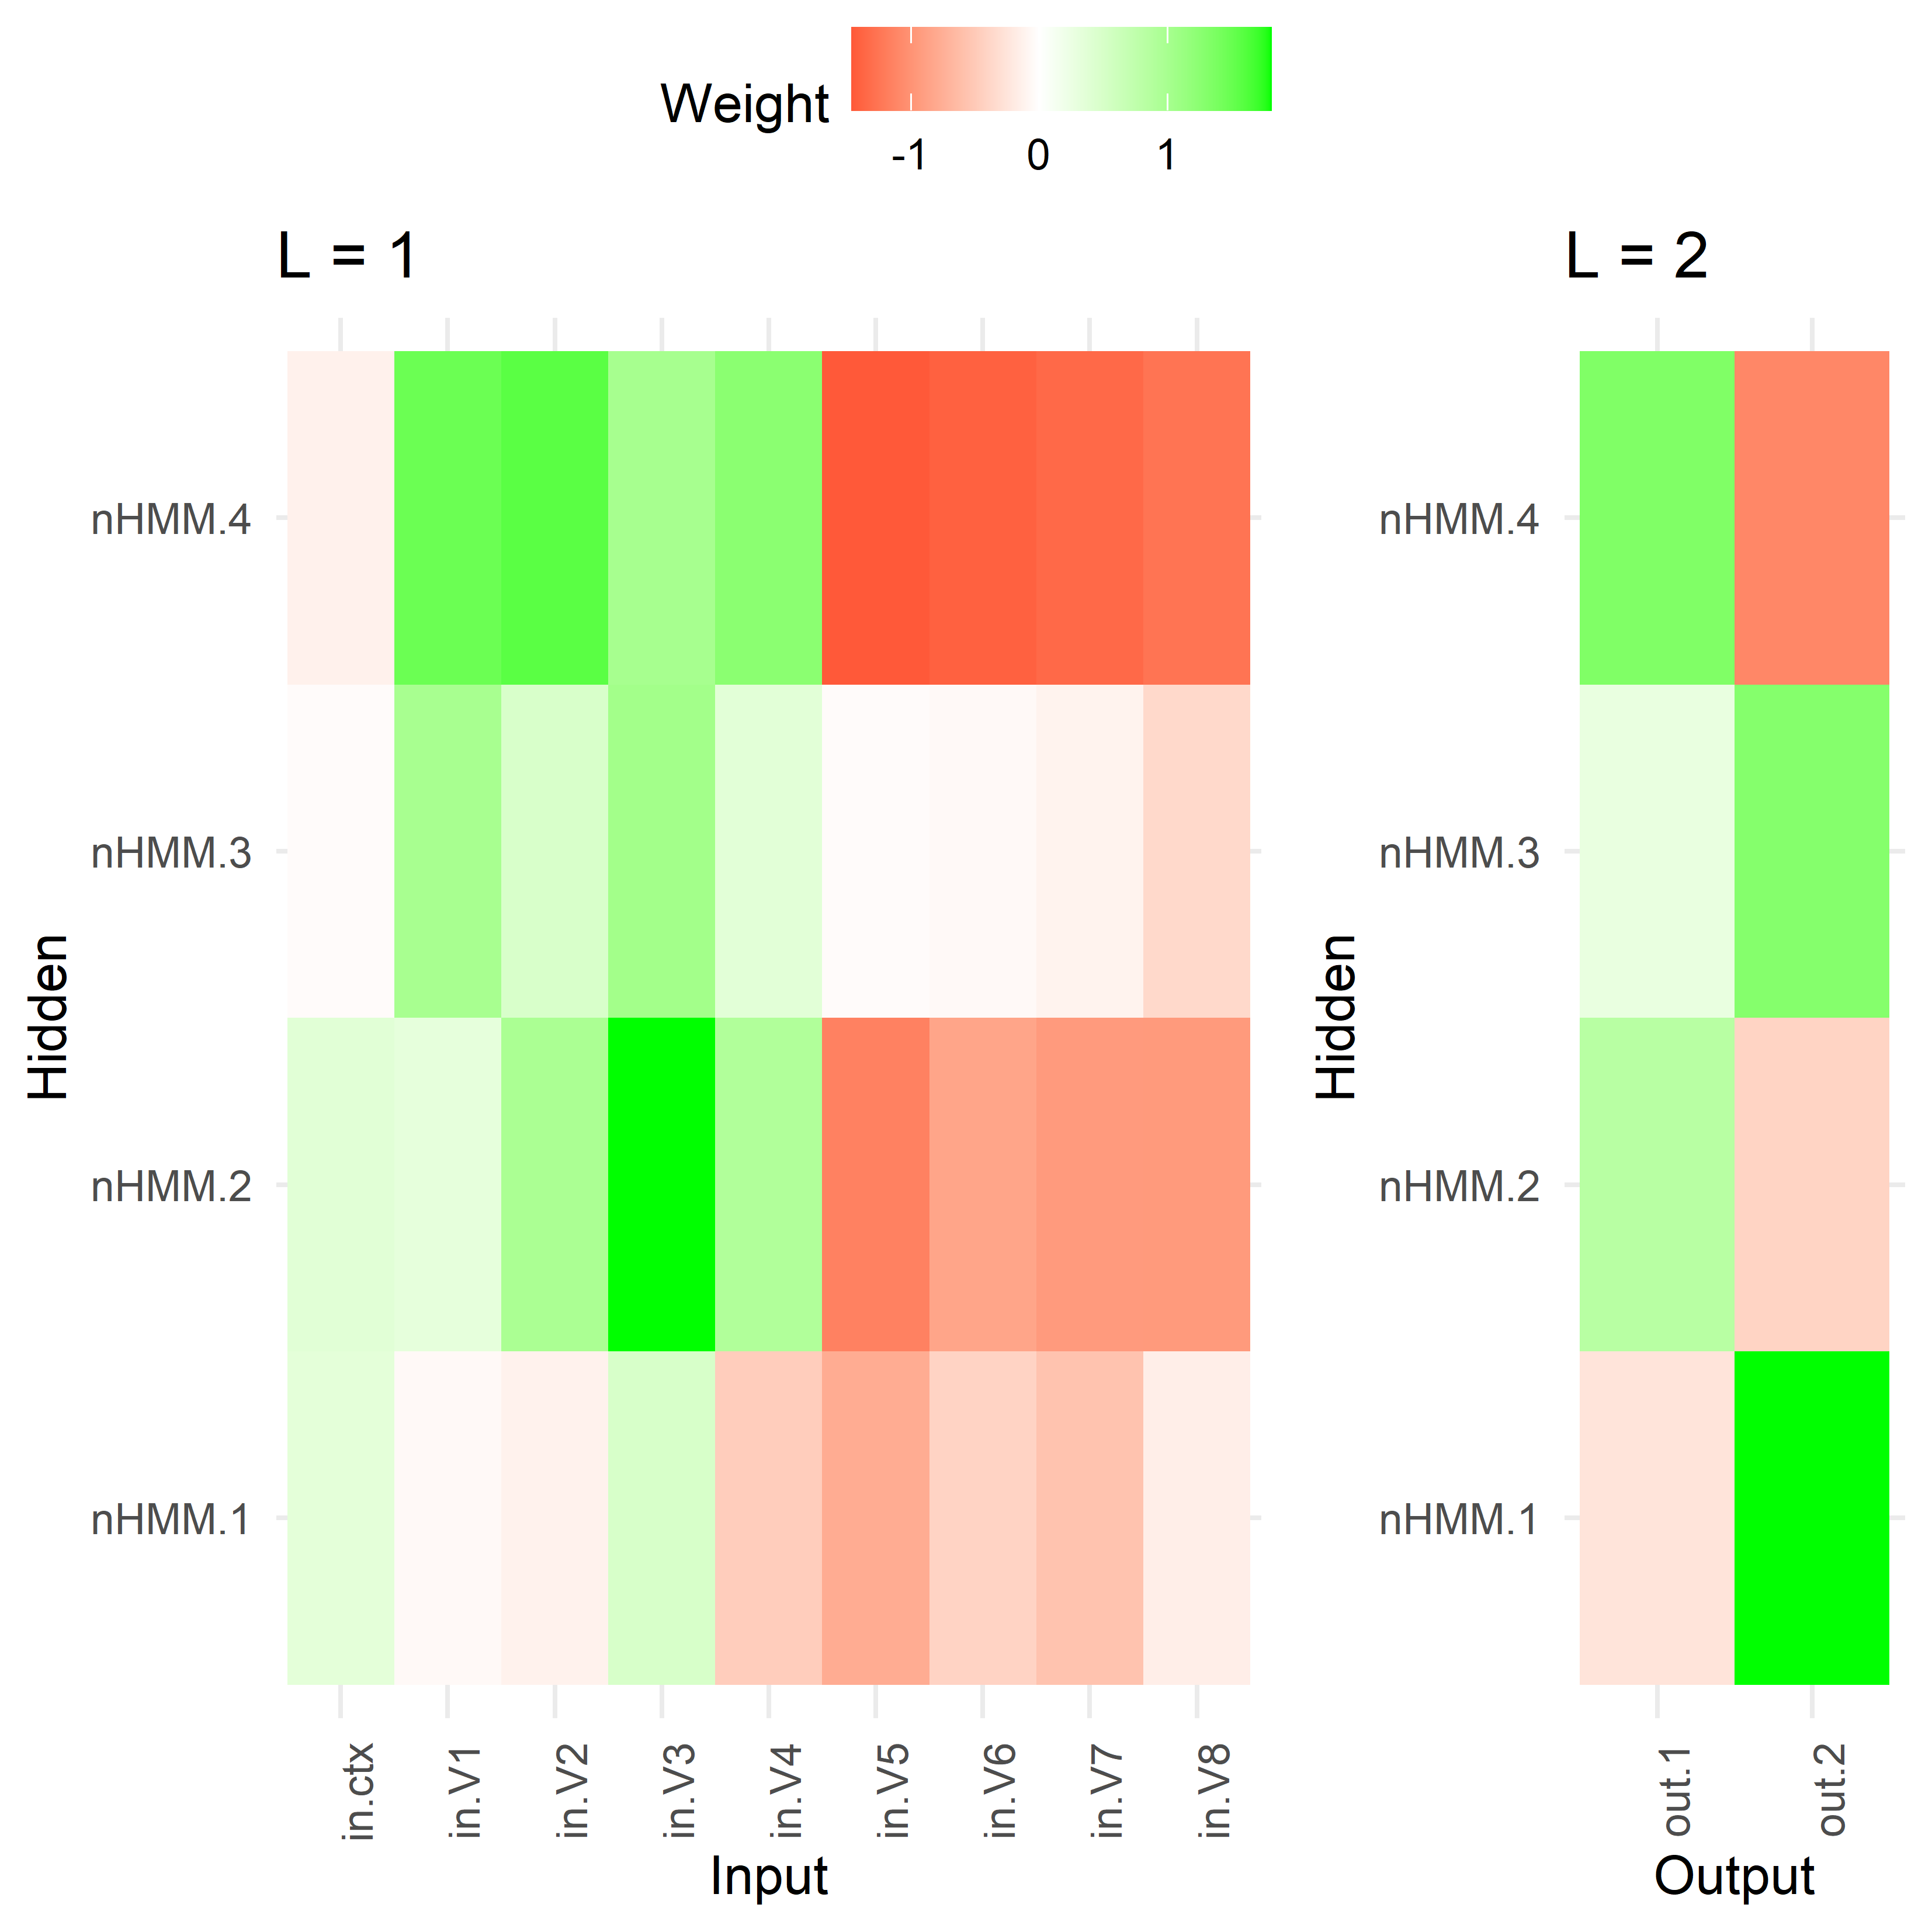 Weight
-1 0 1
L = 1
L = 2
nHMM.4
nHMM.3
nHMM.2
nHMM.1
Hidden
in.ctx
in.V1
in.V2
in.V3
in.V4
in.V5
in.V6
in.V7
in.V8
Input
nHMM.4
nHMM.3
nHMM.2
nHMM.1
Hidden
out.1
out.2
Output